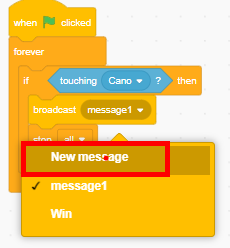 when clicked
forever
if touching Cano ? then
broadcast message1
stop all
New message
message1
Win